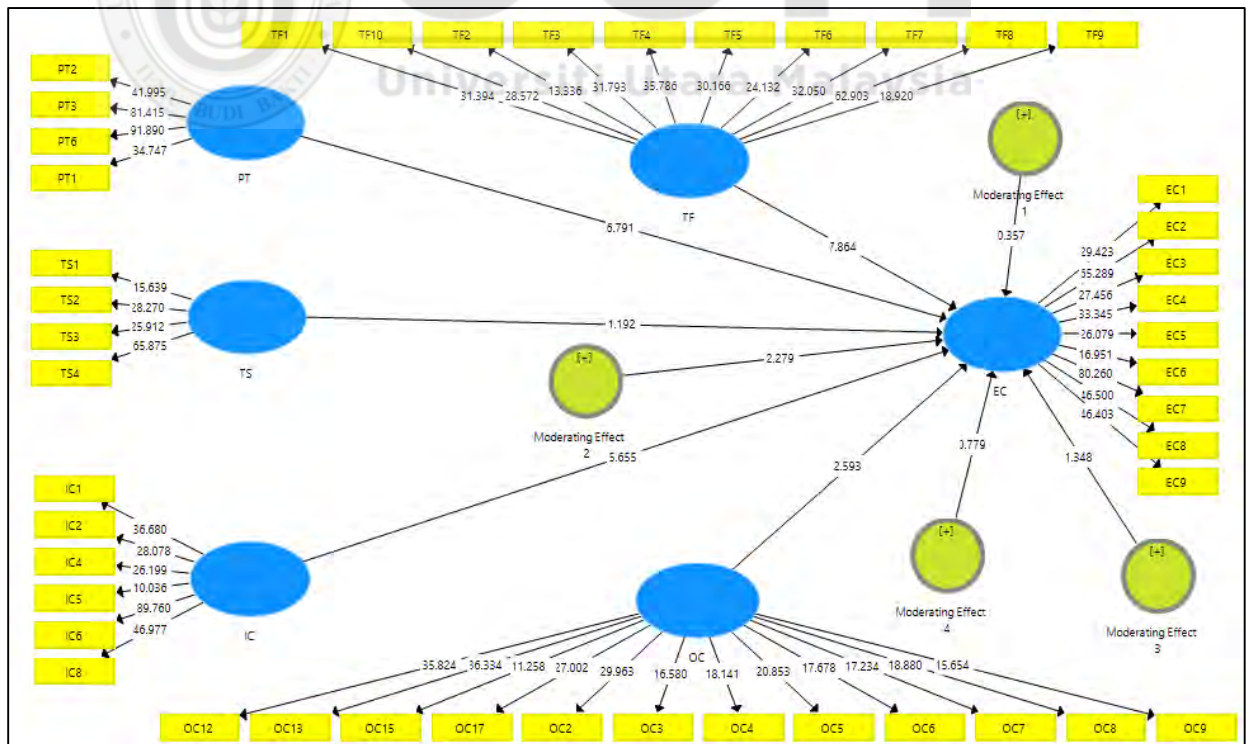 TF1 TF10 TF2 TF3 TF4 TF5 TF6 TF7 TF8 TF9
Universiti Utara Malaysia
BUDI
31.394 28.572 13.336 31.793 35.786 30.166 24.132 32.050 62.903 18.920
PT2
PT3
PT6
PT1
41.995
81.415
91.890
34.747
PT
TF
[+]
Moderating Effect
1
0.357
6.791
7.864
TS1
TS2
TS3
TS4
15.639
28.270
25.912
65.875
TS
1.192
[+]
Moderating Effect
2
2.279
EC
EC1
EC2
EC3
EC4
EC5
EC6
EC7
EC8
EC9
29.423
35.289
27.456
33.345
26.079
16.951
80.260
46.500
46.403
5.655
2.593
0.779
1.348
IC1
IC2
IC4
IC5
IC6
IC8
36.680
28.078
26.199
10.036
89.760
46.977
IC
[+]
Moderating Effect
4
[+]
Moderating Effect
3
OC
35.824 36.334 11.258 27.002 29.963 16.580 18.141 20.853 17.678 17.234 18.880 15.654
OC12 OC13 OC15 OC17 OC2 OC3 OC4 OC5 OC6 OC7 OC8 OC9